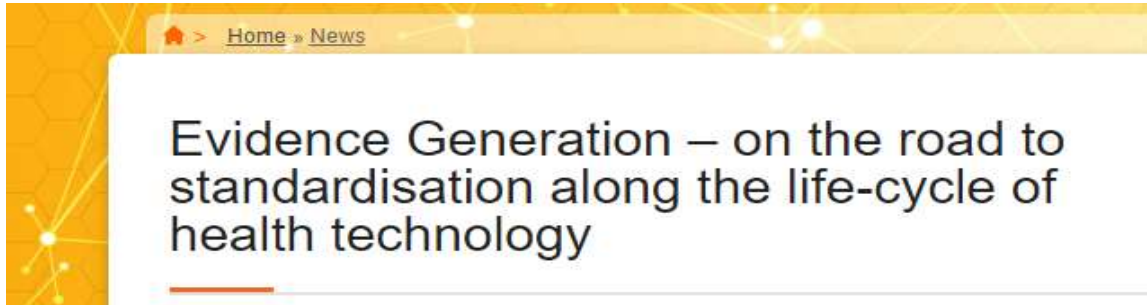 > Home » News
Evidence Generation – on the road to
standardisation along the life-cycle of
health technology